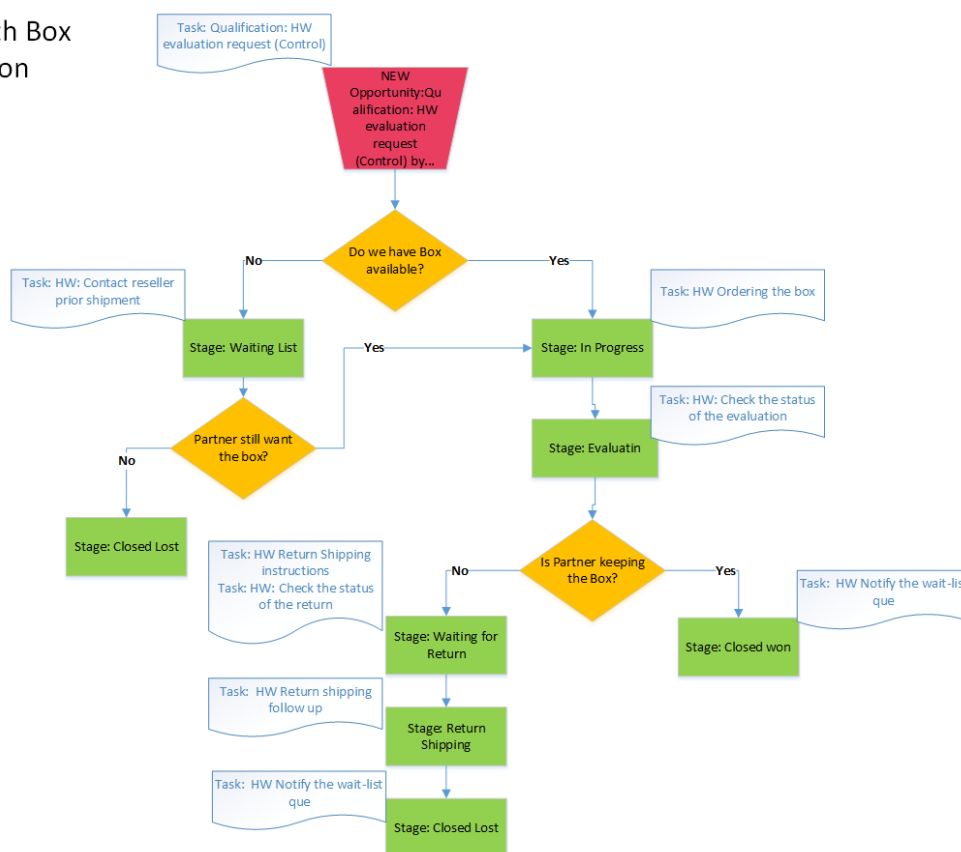 th Box
on
Task: Qualification: HW
evaluation request (Control)
NEW
Opportunity:Qu
alification: HW
evaluation
request
(Control) by...
Do we have Box
available?
No
Yes
Task: HW: Contact reseller
prior shipment
Task: HW Ordering the box
Stage: Waiting List
Yes
Stage: In Progress
Task: HW: Check the status
of the evaluation
Partner still want
the box?
No
Stage: Evaluatin
Stage: Closed Lost
Task: HW Return Shipping
instructions
Task: HW: Check the status
of the return
Is Partner keeping
the Box?
No
Yes
Task:  HW Notify the wait-lis
que
Stage: Waiting for
Return
Stage: Closed won
Task:  HW Return shipping
follow up
Stage: Return
Shipping
Task:  HW Notify the wait-list
que
Stage: Closed Lost